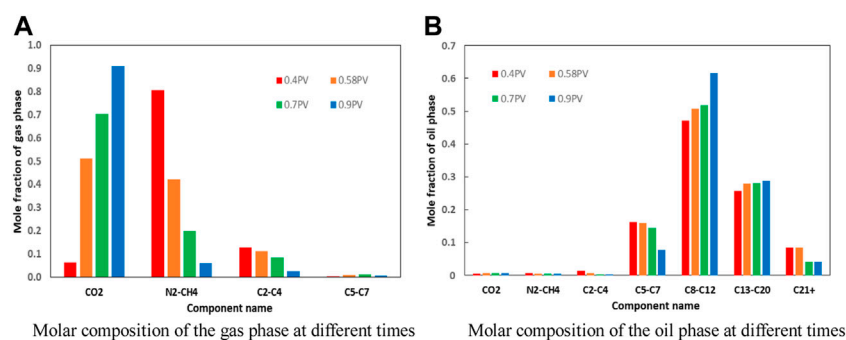 A
Mole fraction of gas phase
1.0
0.9
0.8
0.7
0.6
0.5
0.4
0.3
0.2
0.1
0.0
0.4PV 0.58PV
0.7PV 0.9PV
CO2 N2-CH4 C2-C4 C5-C7
Component name
Molar composition of the gas phase at different times
B
Mole fraction of oil phase
0.7
0.6
0.5
0.4
0.3
0.2
0.1
0
0.4PV 0.58PV
0.7PV 0.9PV
CO2 N2-CH4 C2-C4 C5-C7 C8-C12 C13-C20 C21+
Component name
Molar composition of the oil phase at different times